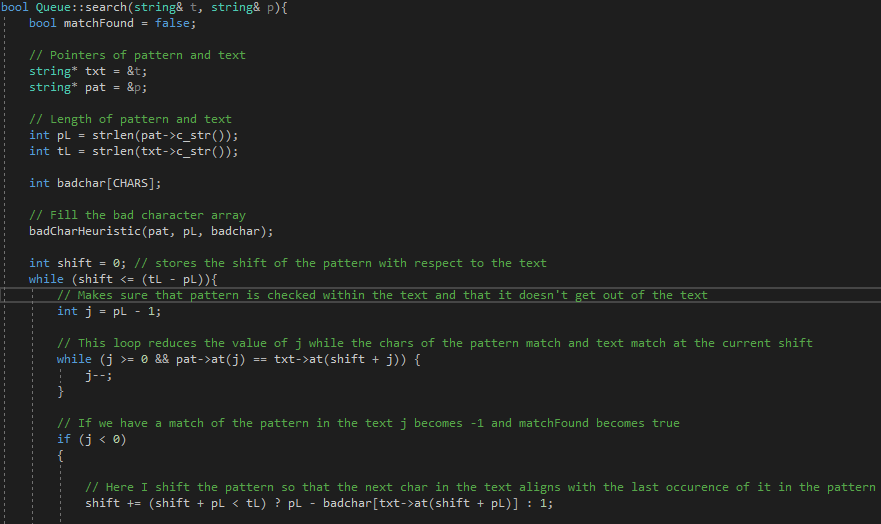 bool Queue::search(string& t, string& p){
bool matchFound = false;
// Pointers of pattern and text
string* txt = &t;
string* pat = &p;
// Length of pattern and text
int pL = strlen(pat->c_str());
int tL = strlen(txt->c_str());
int badchar[CHARS];
// Fill the bad character array
badCharHeuristic(pat, pL, badchar);
int shift = 0; // stores the shift of the pattern with respect to the text
while (shift <= (tL - pL)){
// Makes sure that pattern is checked within the text and that it doesn't get out of the text
int j = pL - 1;
// This loop reduces the value of j while the chars of the pattern match and text match at the current shift
while (j >= 0 && pat->at(j) == txt->at(shift + j)) {
j--;
}
// If we have a match of the pattern in the text j becomes -1 and matchFound becomes true
if (j < 0)
{
// Here I shift the pattern so that the next char in the text aligns with the last occurence of it in the pattern
shift += (shift + pL < tL) ? pL - badchar[txt->at(shift + pL)] : 1;